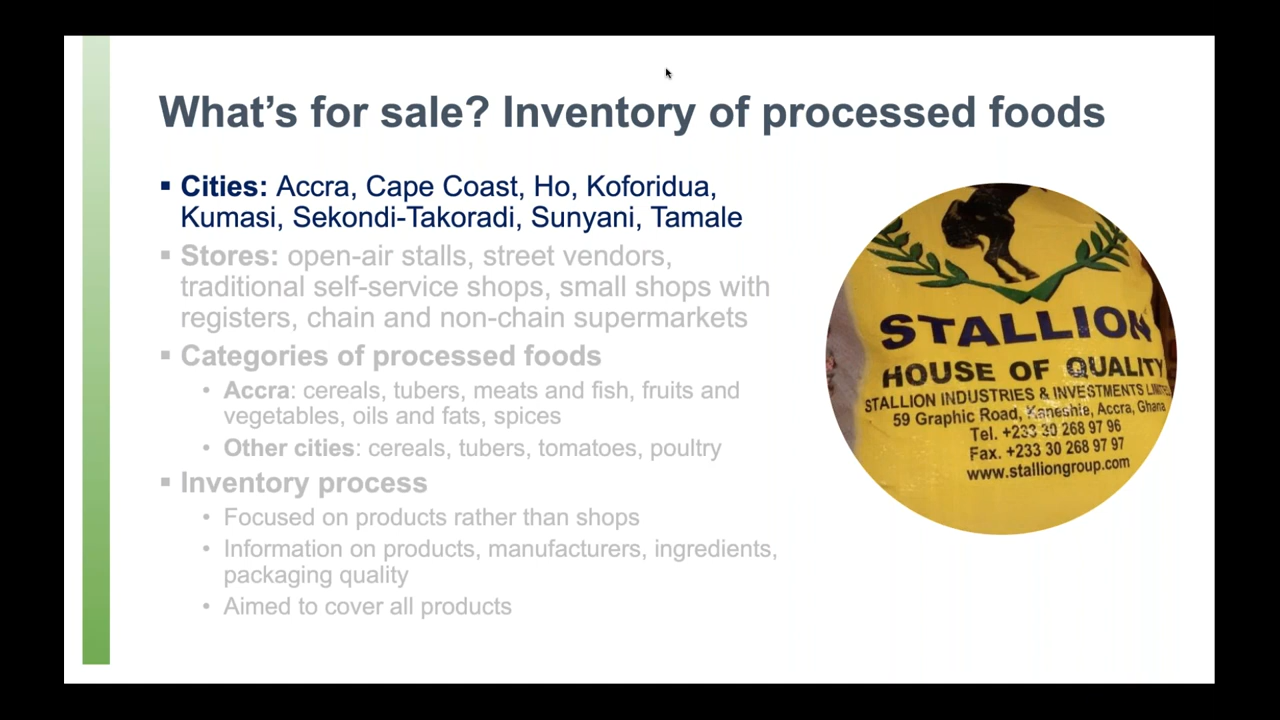 What’s for sale? Inventory of processed foods
▪ Cities: Accra, Cape Coast, Ho, Koforidua,
Kumasi, Sekondi-Takoradi, Sunyani, Tamale
▪ Stores: open-air stalls, street vendors,
traditional self-service shops, small shops with
registers, chain and non-chain supermarkets
▪ Categories of processed foods
• Accra: cereals, tubers, meats and fish, fruits and
vegetables, oils and fats, spices
• Other cities: cereals, tubers, tomatoes, poultry
▪ Inventory process
• Focused on products rather than shops
• Information on products, manufacturers, ingredients,
packaging quality
• Aimed to cover all products
STALLION
HOUSE OF QUALITY
STALLION INDUSTRIES & INVESTMENTS
59 Graphic Road, Kaneshie, Accra, Ghana
Tel. +233 30 268 97 96
Fax. +233 30 268 97 97
www.stalliongroup.com